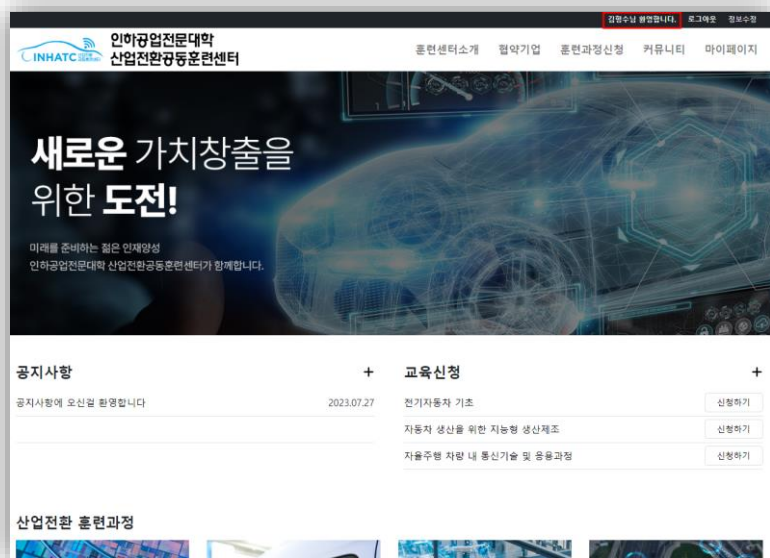 김형수님 환영합니다. 로그아웃 정보수정
INHATC
인하공업전문대학
산업전환공동훈련센터
훈련센터소개 협약기업 훈련과정신청 커뮤니티 마이페이지
새로운 가치창출을
위한 도전!
미래를 준비하는 젊은 인재양성
인하공업전문대학 산업전환공동훈련센터가 함께합니다.
공지사항 +
공지사항에 오신걸 환영합니다 2023.07.27
교육신청 +
전기자동차 기초 신청하기
자동차 생산을 위한 지능형 생산제조 신청하기
자율주행 차량 내 통신기술 및 응용과정 신청하기
산업전환 훈련과정